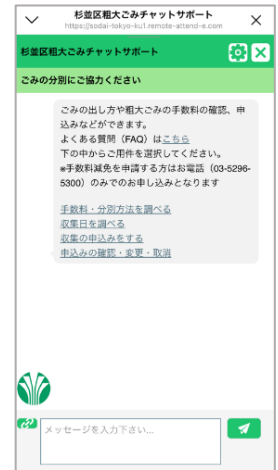 杉並区粗大ごみチャットサポート
https://sodai-tokyo-ku1.remote-attend-e.com
杉並区粗大ごみチャットサポート
ごみの分別にご協力ください
ごみの出し方や粗大ごみの手数料の確認、申
込みなどができます。
よくある質問（FAQ）はこちら
下の中からご用件を選択してください。
※手数料減免を申請する方はお電話（03-5296-
5300）のみでのお申し込みとなります
手数料・分別方法を調べる
収集日を調べる
収集の申込みをする
申込みの確認・変更・取消
メッセージを入力下さい...